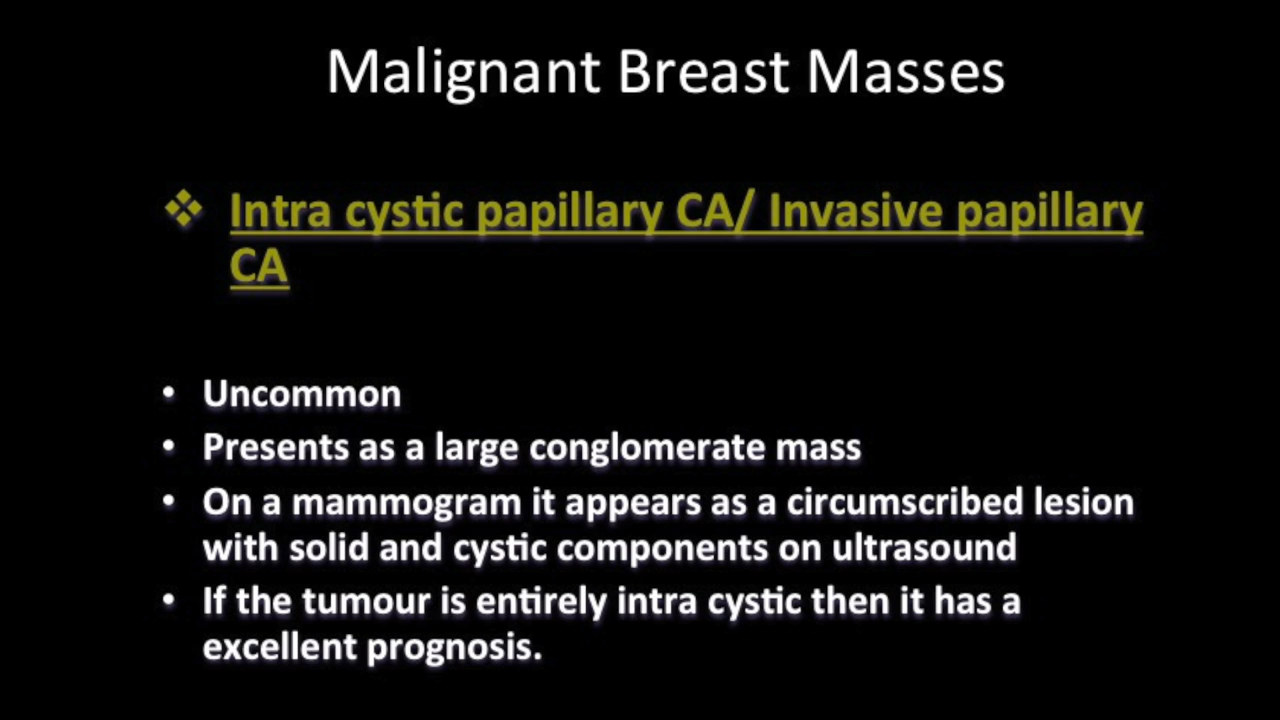 Malignant Breast Masses
❖ Intra cystic papillary CA/ Invasive papillary
CA
• Uncommon
• Presents as a large conglomerate mass
• On a mammogram it appears as a circumscribed lesion
with solid and cystic components on ultrasound
• If the tumour is entirely intra cystic then it has a
excellent prognosis.